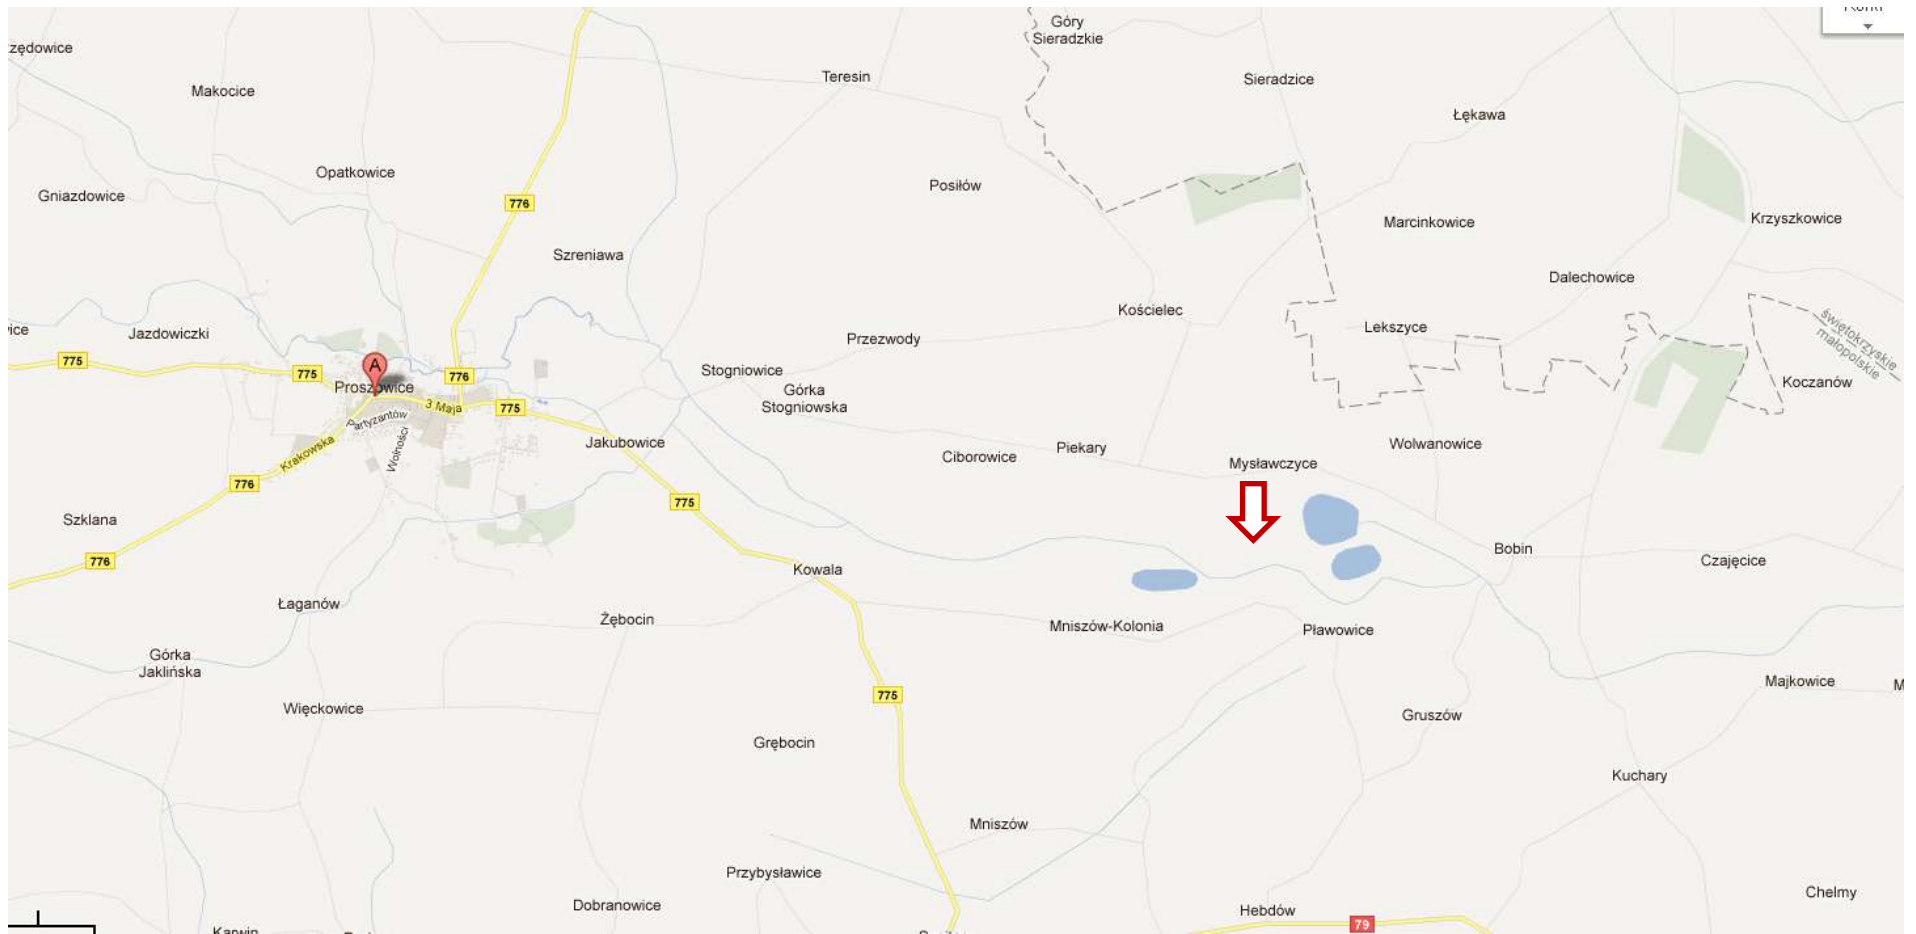 Góry
Sieradzkie
zędowice
Teresin
Sieradzice
Makocice
Łękawa
Opatkowice
Posiłów
Gniazdowice
776
Krzyszkowice
Marcinkowice
Szreniawa
Dalechowice
Kościelec
świętokrzyskie
małopolskie
Lekszyce
Jazdowiczki
Przezwody
775
775
A
776
Stogniowice
Koczanów
Proszowice
Górka
Stogniowska
3 Maja
775
Partyzantów
Wolności
Jakubowice
Wolwanowice
Piekary
Krakowska
Ciborowice
Mysławczyce
776
775
Szklana
Bobin
776
Czajęcice
Kowala
Łaganów
Żębocin
Mniszów-Kolonia
Pławowice
Górka
Jaklińska
Majkowice
M
775
Więckowice
Gruszów
Grębocin
Kuchary
Mniszów
Przybysławice
Chelmy
Dobranowice
Hebdów
79
Karwin